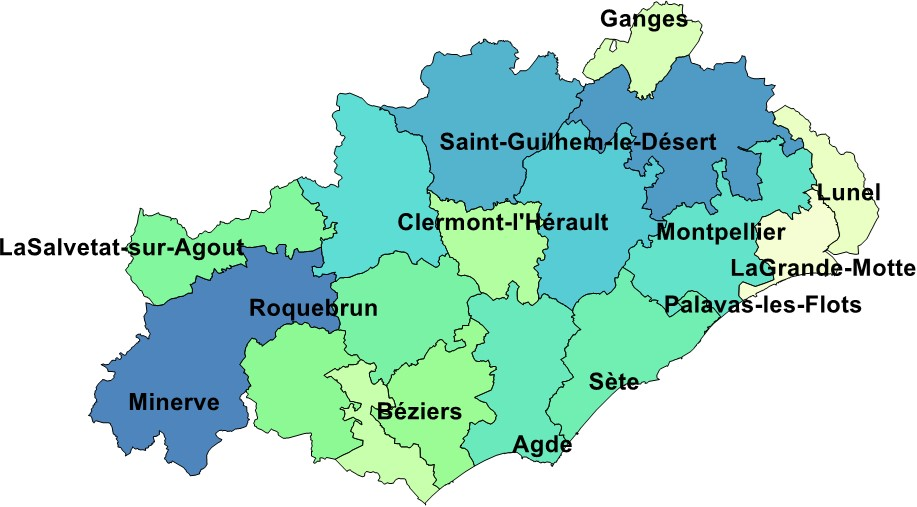 Ganges
Saint-Guilhem-le-Désert
Lunel
Clermont-l'Hérault
Montpellier
LaSalvetat-sur-Agout
LaGrande-Motte
Roquebrun
Palavas-les-Flots
Sète
Minerve
Béziers
Agde